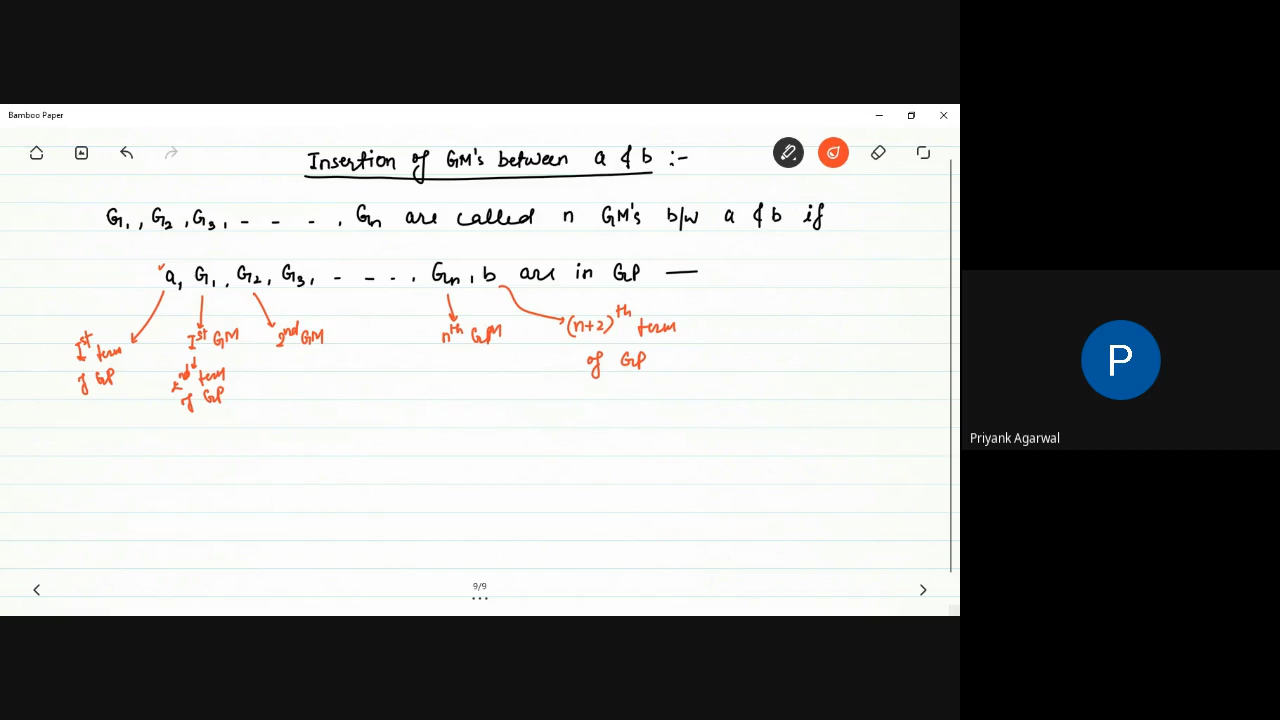 Bamboo Paper
Insertion of GM's between a & b :-
G1, G2, G3, - - - ., Gn are called n GM's b/w a & b if
a, G1, G2, G3, - - - ., Gn, b are in GP —
Ist term of GP
Ist GM
2nd term of GP
2nd GM
nth GM
(n+2)th term of GP
9/9
P
Priyank Agarwal